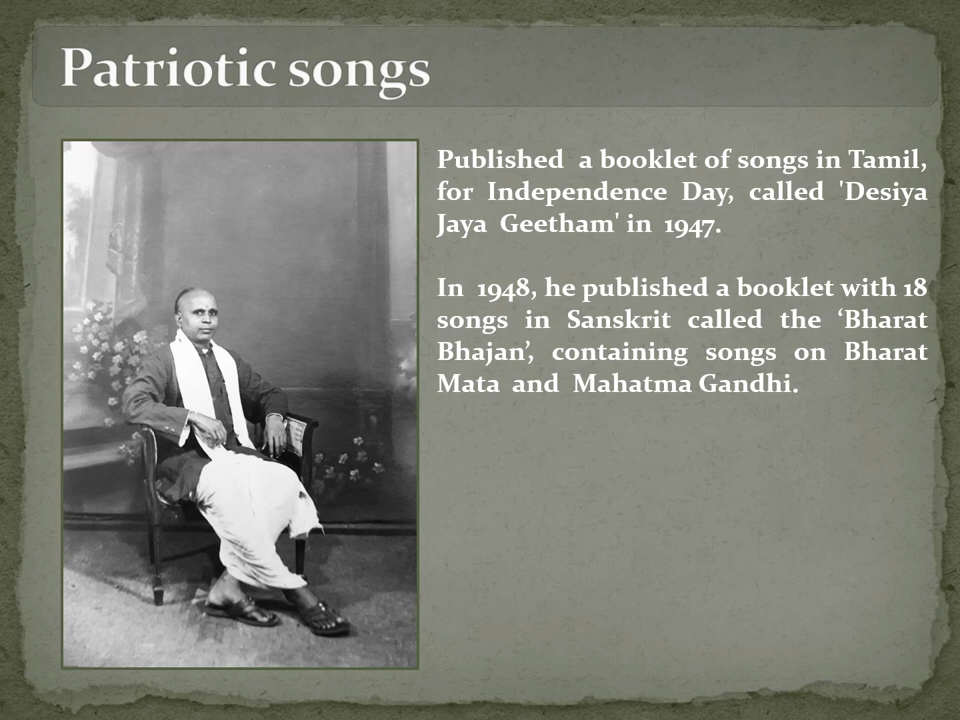 Patriotic songs
Published a booklet of songs in Tamil,
for Independence Day, called 'Desiya
Jaya Geetham' in 1947.
In 1948, he published a booklet with 18
songs in Sanskrit called the ‘Bharat
Bhajan’, containing songs on Bharat
Mata and Mahatma Gandhi.